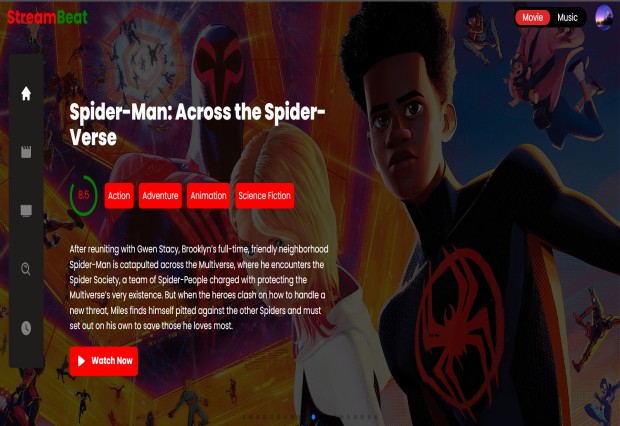 StreamBeat
Movie Music
Spider-Man: Across the Spider-
Verse
8.5 Action Adventure Animation Science Fiction
After reuniting with Gwen Stacy, Brooklyn's full-time, friendly neighborhood
Spider-Man is catapulted across the Multiverse, where he encounters the
Spider Society, a team of Spider-People charged with protecting the
Multiverse's very existence. But when the heroes clash on how to handle a
new threat, Miles finds himself pitted against the other Spiders and must
set out on his own to save those he loves most.
Watch Now